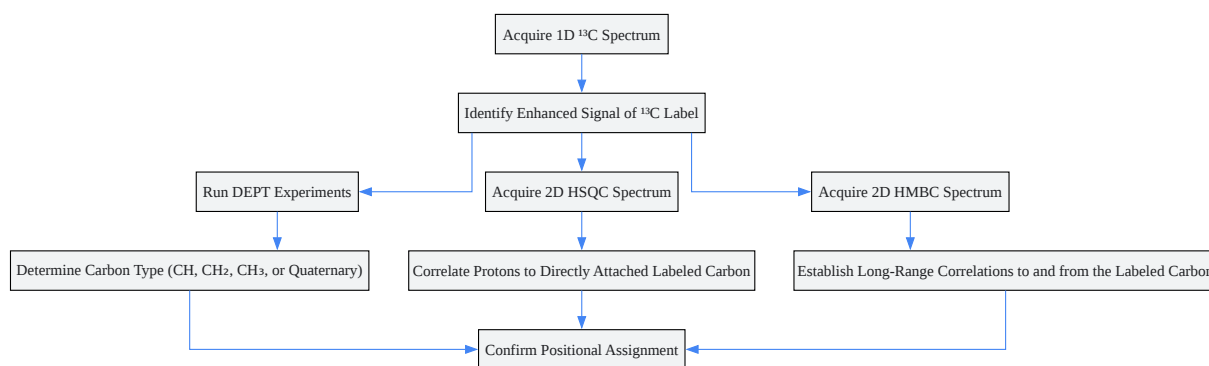 Acquire 1D ¹³C Spectrum
Identify Enhanced Signal of ¹³C Label
Run DEPT Experiments
Acquire 2D HSQC Spectrum
Acquire 2D HMBC Spectrum
Determine Carbon Type (CH, CH₂, CH₃, or Quaternary)
Correlate Protons to Directly Attached Labeled Carbon
Establish Long-Range Correlations to and from the Labeled Carbon
Confirm Positional Assignment